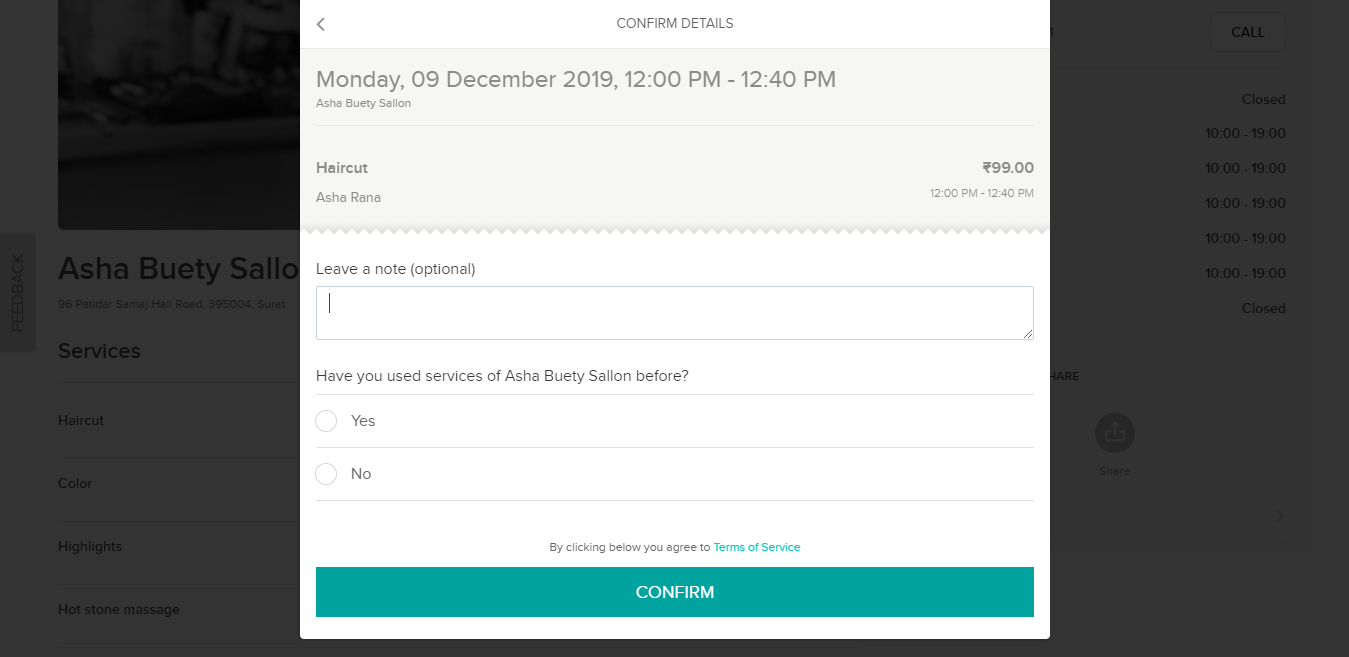 CONFIRM DETAILS
Monday, 09 December 2019, 12:00 PM - 12:40 PM
Asha Buety Sallon
Haircut
₹99.00
Asha Rana
12:00 PM - 12:40 PM
Leave a note (optional)
Have you used services of Asha Buety Sallon before?
Yes
No
By clicking below you agree to Terms of Service
CONFIRM
FEEDBACK
Asha Buety Sallo
96 Patidar Samaj Hall Road, 395004, Surat
Services
Haircut
Color
Highlights
Hot stone massage
CALL
Closed
10:00 - 19:00
10:00 - 19:00
10:00 - 19:00
10:00 - 19:00
10:00 - 19:00
Closed
HARE
Share